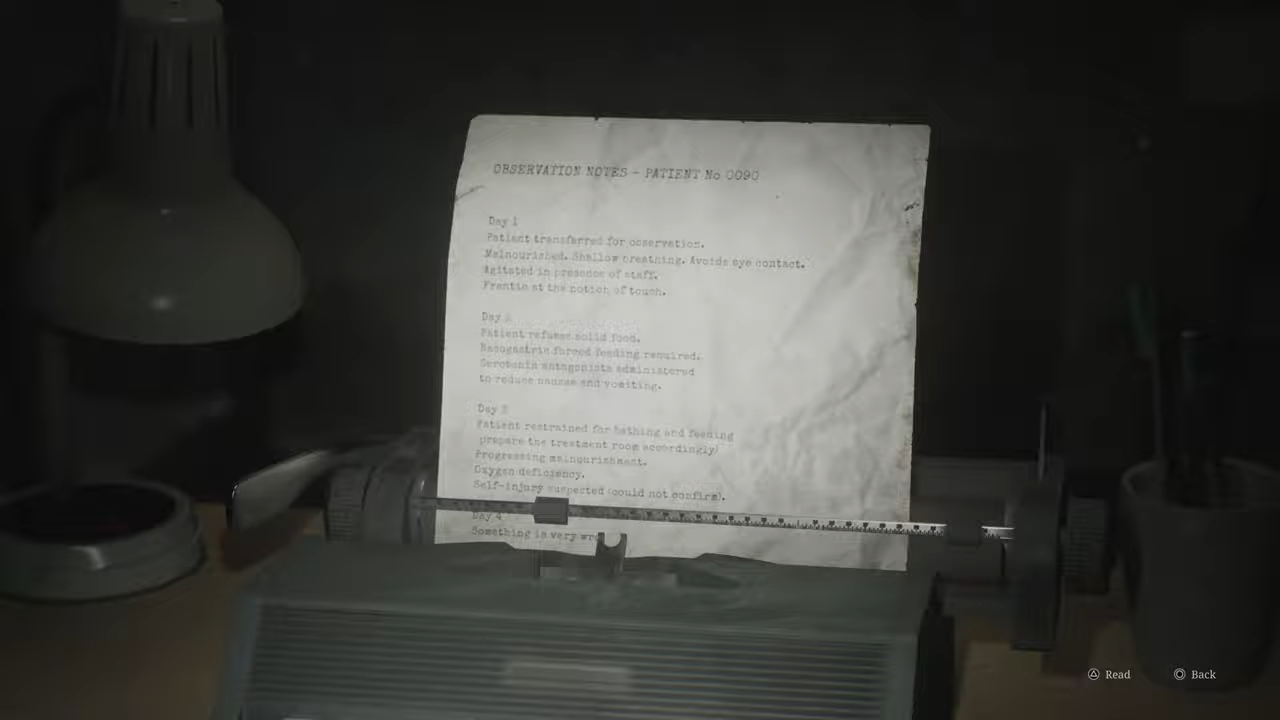 OBSERVATION NOTES - PATIENT No 0090
Day 1
Patient transferred for observation.
Malnourished. Shallow breathing. Avoids eye contact.
Agitated in presence of staff.
Frantic at the notion of touch.
Day
Patient refuses solid food.
Nasogastric forced feeding required.
Serotonin antagonists administered
to reduce nausea and vomiting.
Day 3
Patient restrained for bathing and feeding
prepare the treatment room accordingly)
Progressing malnourishment.
Oxygen deficiency.
Self-injury suspected (could not confirm).
Day 4
Something is very
Read
Back